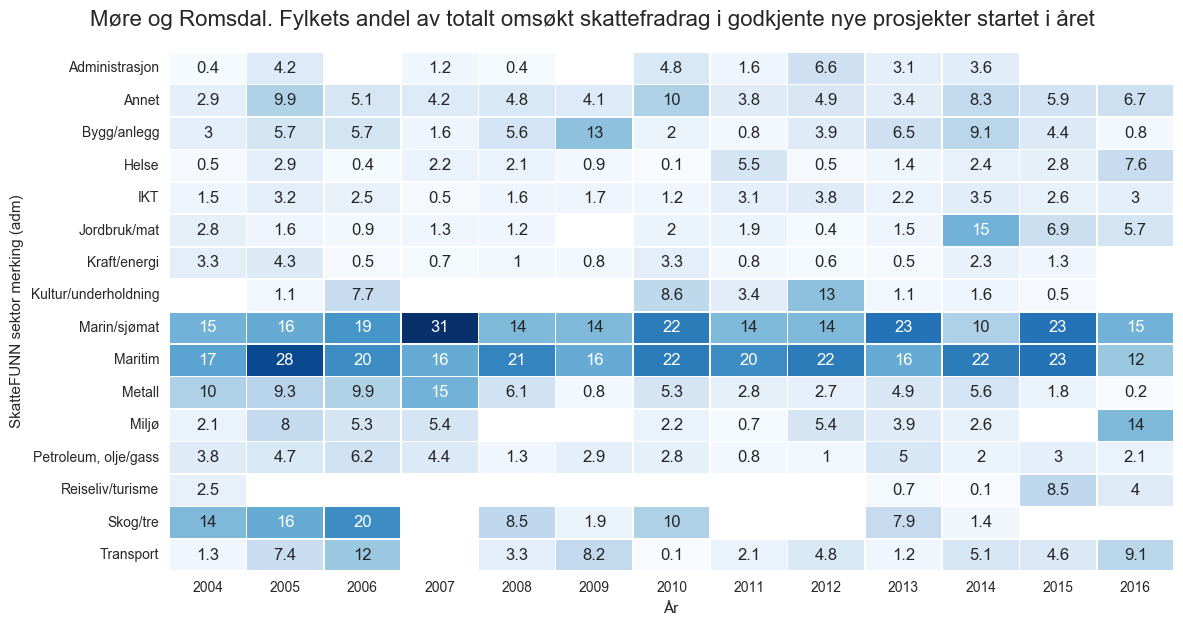 Møre og Romsdal. Fylkets andel av totalt omsøkt skattefradrag i godkjente nye prosjekter startet i året
SkatteFUNN sektor merking (adm)
Administrasjon 0.4 4.2 1.2 0.4 4.8 1.6 6.6 3.1 3.6
Annet 2.9 9.9 5.1 4.2 4.8 4.1 10 3.8 4.9 3.4 8.3 5.9 6.7
Bygg/anlegg 3 5.7 5.7 1.6 5.6 13 2 0.8 3.9 6.5 9.1 4.4 0.8
Helse 0.5 2.9 0.4 2.2 2.1 0.9 0.1 5.5 0.5 1.4 2.4 2.8 7.6
IKT 1.5 3.2 2.5 0.5 1.6 1.7 1.2 3.1 3.8 2.2 3.5 2.6 3
Jordbruk/mat 2.8 1.6 0.9 1.3 1.2 2 1.9 0.4 1.5 15 6.9 5.7
Kraft/energi 3.3 4.3 0.5 0.7 1 0.8 3.3 0.8 0.6 0.5 2.3 1.3
Kultur/underholdning 1.1 7.7 8.6 3.4 13 1.1 1.6 0.5
Marin/sjømat 15 16 19 31 14 14 22 14 14 23 10 23 15
Maritim 17 28 20 16 21 16 22 20 22 16 22 23 12
Metall 10 9.3 9.9 15 6.1 0.8 5.3 2.8 2.7 4.9 5.6 1.8 0.2
Miljø 2.1 8 5.3 5.4 2.2 0.7 5.4 3.9 2.6 14
Petroleum, olje/gass 3.8 4.7 6.2 4.4 1.3 2.9 2.8 0.8 1 5 2 3 2.1
Reiseliv/turisme 2.5 0.7 0.1 8.5 4
Skog/tre 14 16 20 8.5 1.9 10 7.9 1.4
Transport 1.3 7.4 12 3.3 8.2 0.1 2.1 4.8 1.2 5.1 4.6 9.1
2004 2005 2006 2007 2008 2009 2010 2011 2012 2013 2014 2015 2016
År